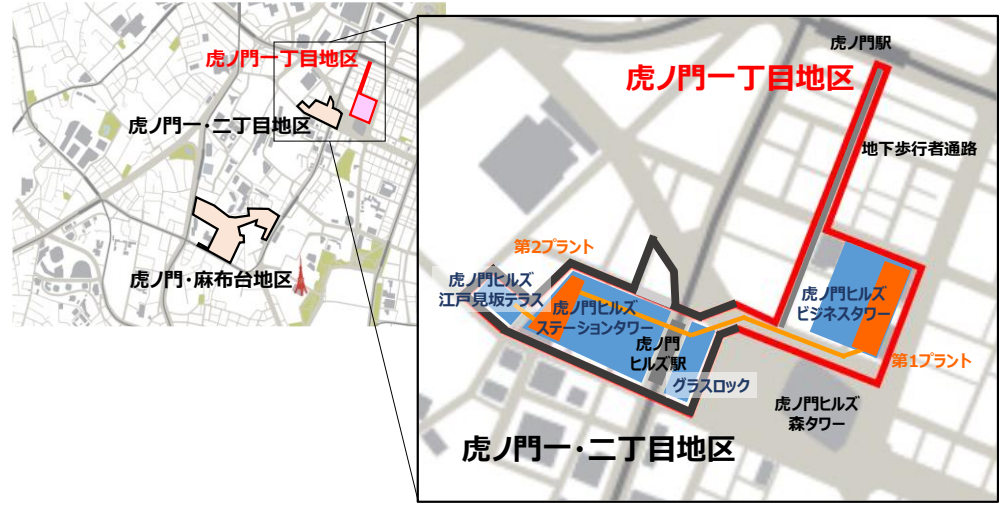 虎ノ門一丁目地区
虎ノ門一・二丁目地区
虎ノ門・麻布台地区
虎ノ門駅
虎ノ門一丁目地区
地下歩行者通路
第2プラント
虎ノ門ヒルズ
江戸見坂テラス
虎ノ門ヒルズ
ステーションタワー
虎ノ門
ヒルズ駅
グラスロック
虎ノ門ヒルズ
ビジネスタワー
第1プラント
虎ノ門ヒルズ
森タワー
虎ノ門一・二丁目地区